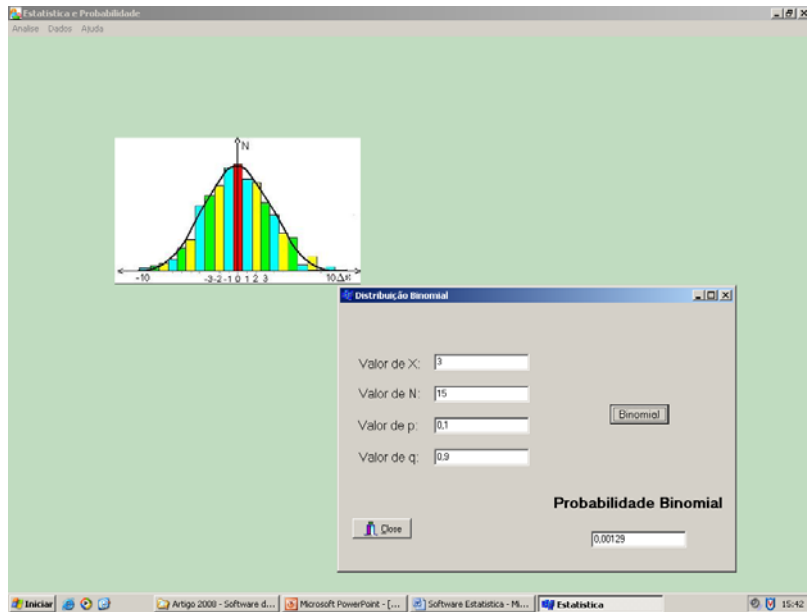 Estatística e Probabilidade
Analise Dados Ajuda
N
-10 -3 -2 -1 0 1 2 3 10 Δx
Distribuição Binomial
Valor de X: 3
Valor de N: 15
Binomial
Valor de p: 0,1
Valor de q: 0,9
Probabilidade Binomial
Close
0,00129
Iniciar Artigo 2008 - Software d... Microsoft PowerPoint - [... Software Estatistica - Mi... Estatistica 15:42